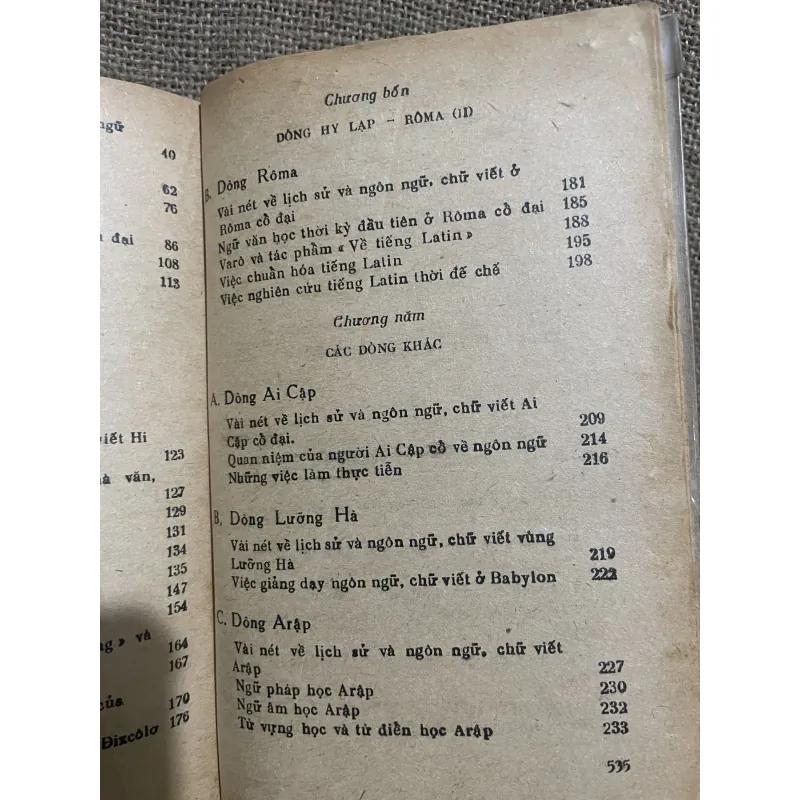 ngữ
40
62
76
đại
86
108
113
viết Hi
123
văn,
127
129
131
134
135
147
154
» và
164
167
của
170
Đixcôlơ 176
Chương bốn
DÒNG HY LẠP - RÔMA (II)
B. Dòng Rôma
Vài nét về lịch sử và ngôn ngữ, chữ viết ở
Rôma cổ đại 181
Ngữ văn học thời kỳ đầu tiên ở Rôma cổ đại 185
Varô và tác phẩm « Về tiếng Latin » 188
Việc chuẩn hóa tiếng Latin 195
Việc nghiên cứu tiếng Latin thời đế chế 198
Chương năm
CÁC DÒNG KHÁC
A. Dòng Ai Cập
Vài nét về lịch sử và ngôn ngữ, chữ viết Ai
Cập cổ đại. 209
Quan niệm của người Ai Cập cổ về ngôn ngữ 214
Những việc làm thực tiễn 216
B, Dòng Lưỡng Hà
Vài nét về lịch sử và ngôn ngữ, chữ viết vùng
Lưỡng Hà 219
Việc giảng dạy ngôn ngữ, chữ viết ở Babylon 222
C. Dòng Arập
Vài nét về lịch sử và ngôn ngữ, chữ viết
Arập 227
Ngữ pháp học Arập 230
Ngữ âm học Arập 232
Từ vựng học và từ điển học Arập 233
535